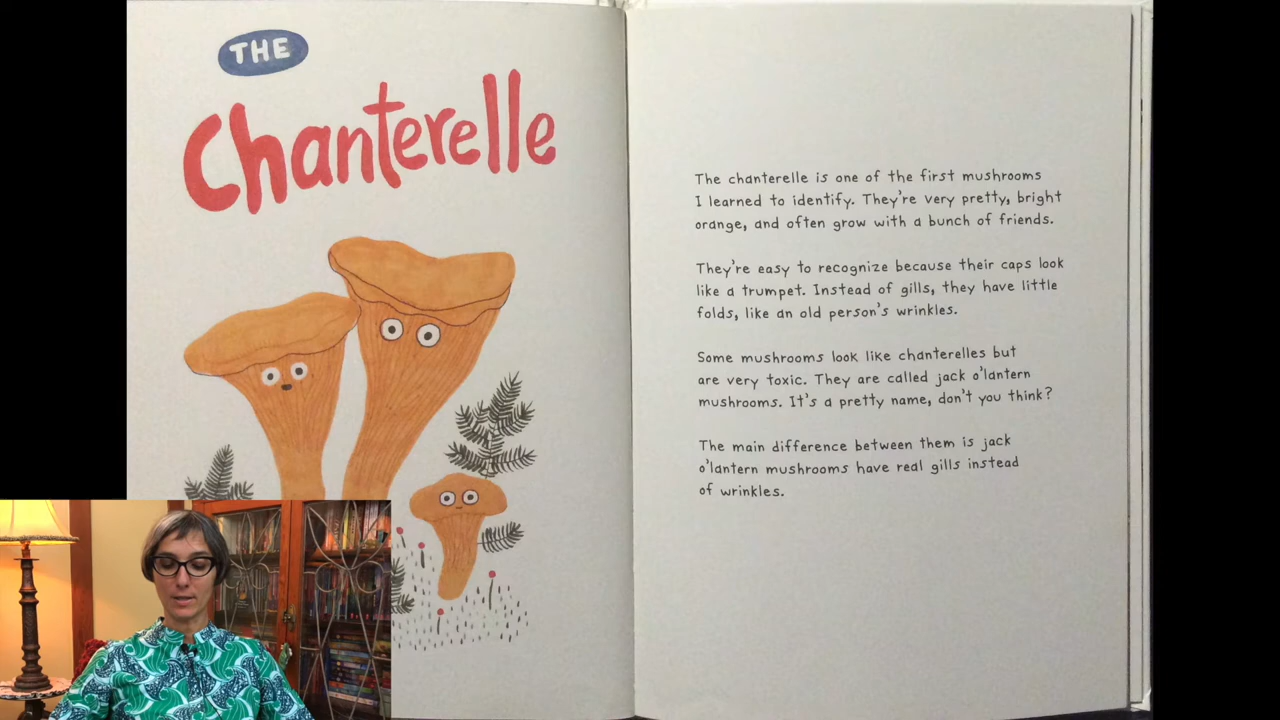 THE
Chanterelle
The chanterelle is one of the first mushrooms
I learned to identify. They're very pretty, bright
orange, and often grow with a bunch of friends.
They're easy to recognize because their caps look
like a trumpet. Instead of gills, they have little
folds, like an old person's wrinkles.
Some mushrooms look like chanterelles but
are very toxic. They are called jack o'lantern
mushrooms. It's a pretty name, don't you think?
The main difference between them is jack
o'lantern mushrooms have real gills instead
of wrinkles.